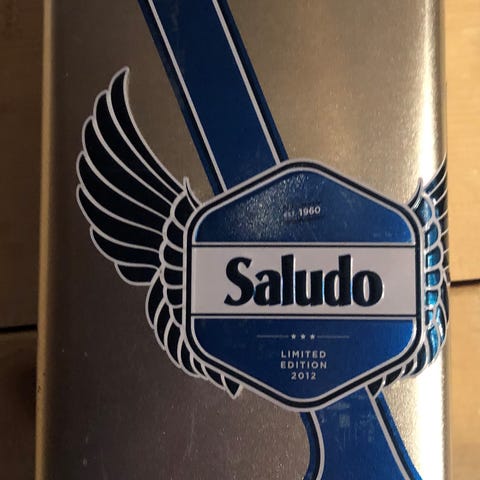 EST. 1960
Saludo
LIMITED
EDITION
2012